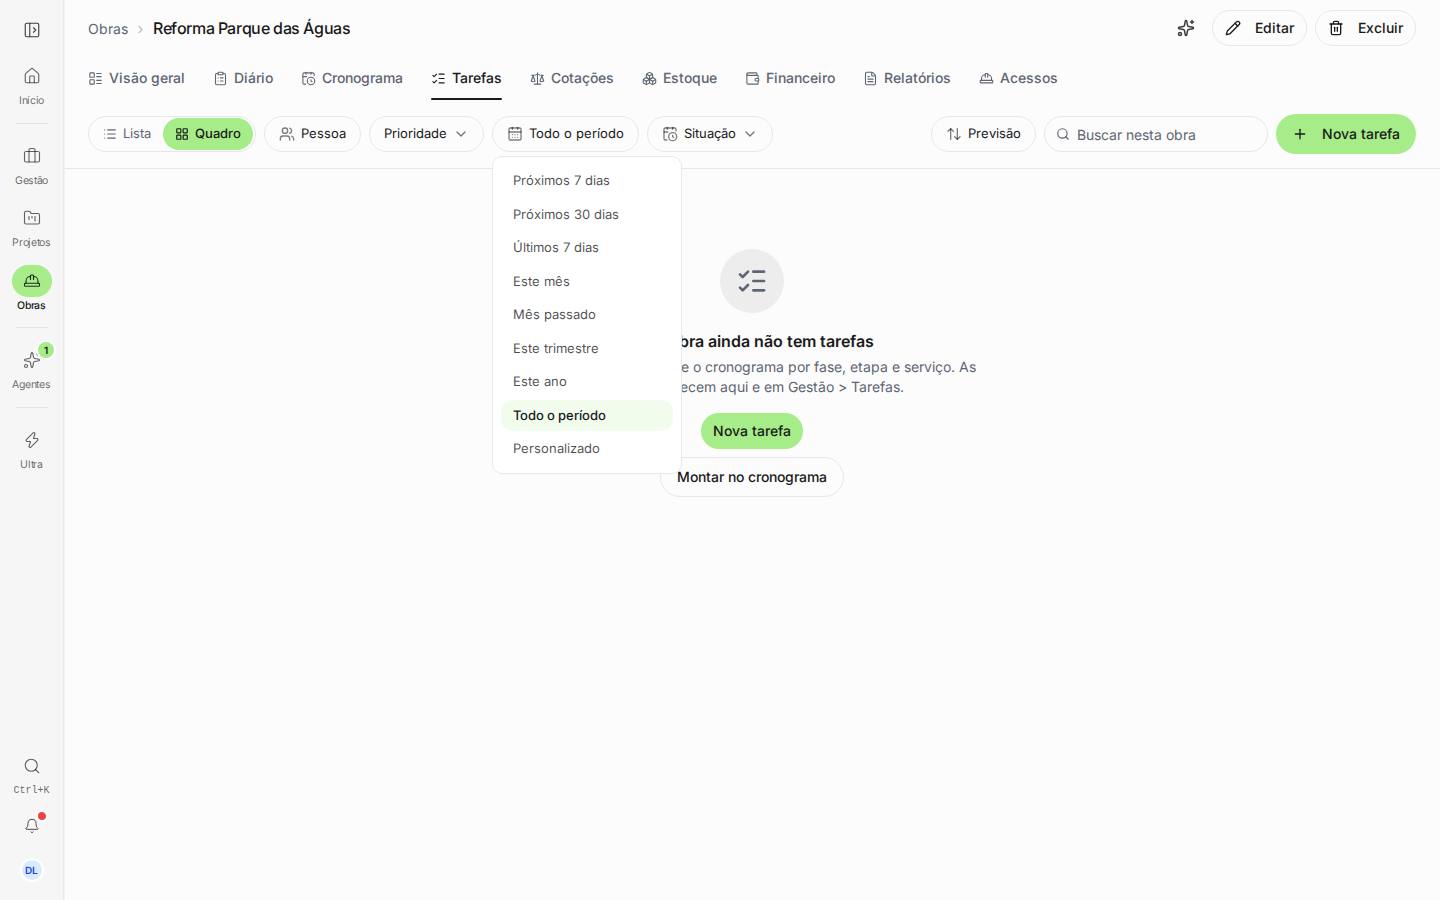 Obras > Reforma Parque das Águas
Editar
Excluir
Início
Gestão
Projetos
Obras
1
Agentes
Ultra
Ctrl+K
DL
Visão geral
Diário
Cronograma
Tarefas
Cotações
Estoque
Financeiro
Relatórios
Acessos
Lista
Quadro
Pessoa
Prioridade
Todo o período
Situação
Previsão
Buscar nesta obra
+ Nova tarefa
Próximos 7 dias
Próximos 30 dias
Últimos 7 dias
Este mês
Mês passado
Este trimestre
Este ano
Todo o período
Personalizado
ainda não tem tarefas
e o cronograma por fase, etapa e serviço. As
aqui e em Gestão > Tarefas.
Nova tarefa
Montar no cronograma